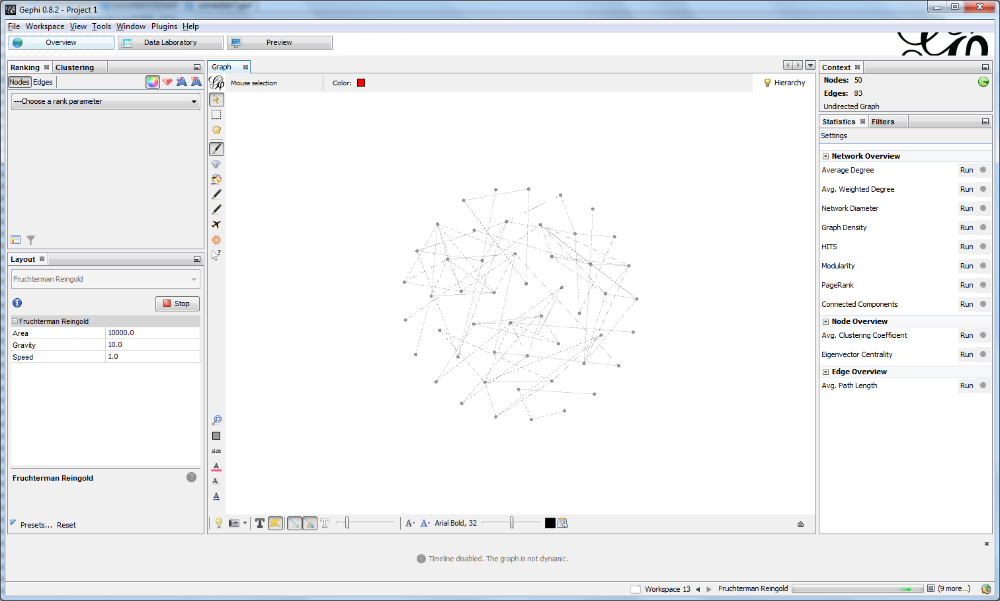 Gephi 0.8.2 - Project 1
File Workspace View Tools Window Plugins Help
Overview Data Laboratory Preview
Ranking Clustering
Nodes Edges
---Choose a rank parameter
Layout
Fruchterman Reingold
Stop
Fruchterman Reingold
Area 10000.0
Gravity 10.0
Speed 1.0
Fruchterman Reingold
Presets... Reset
Graph
Mouse selection Color: Hierarchy
size
Arial Bold, 32
Context
Nodes: 50
Edges: 83
Undirected Graph
Statistics Filters
Settings
Network Overview
Average Degree Run
Avg. Weighted Degree Run
Network Diameter Run
Graph Density Run
HITS Run
Modularity Run
PageRank Run
Connected Components Run
Node Overview
Avg. Clustering Coefficient Run
Eigenvector Centrality Run
Edge Overview
Avg. Path Length Run
Timeline disabled. The graph is not dynamic.
Workspace 13 Fruchterman Reingold (9 more...)